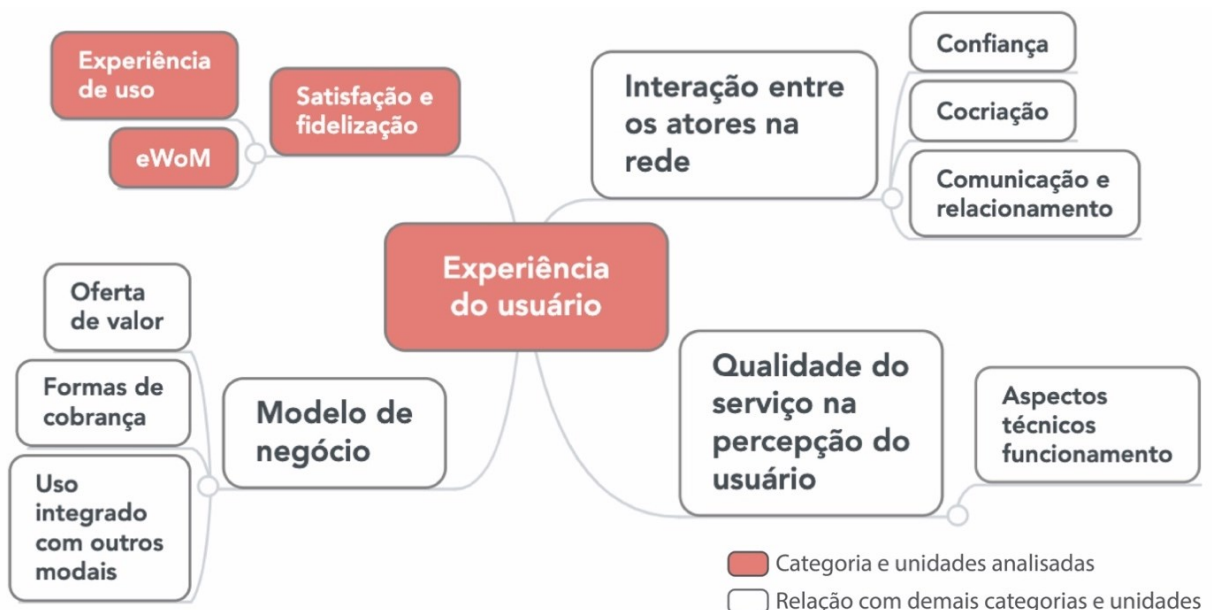 Experiência
de uso
eWoM
Satisfação e
fidelização
Interação entre
os atores na
rede
Confiança
Cocriação
Comunicação e
relacionamento
Experiência
do usuário
Oferta
de valor
Formas de
cobrança
Uso
integrado
com outros
modais
Modelo de
negócio
Qualidade do
serviço na
percepção do
usuário
Aspectos
técnicos
funcionamento
Categoria e unidades analisadas
Relação com demais categorias e unidades